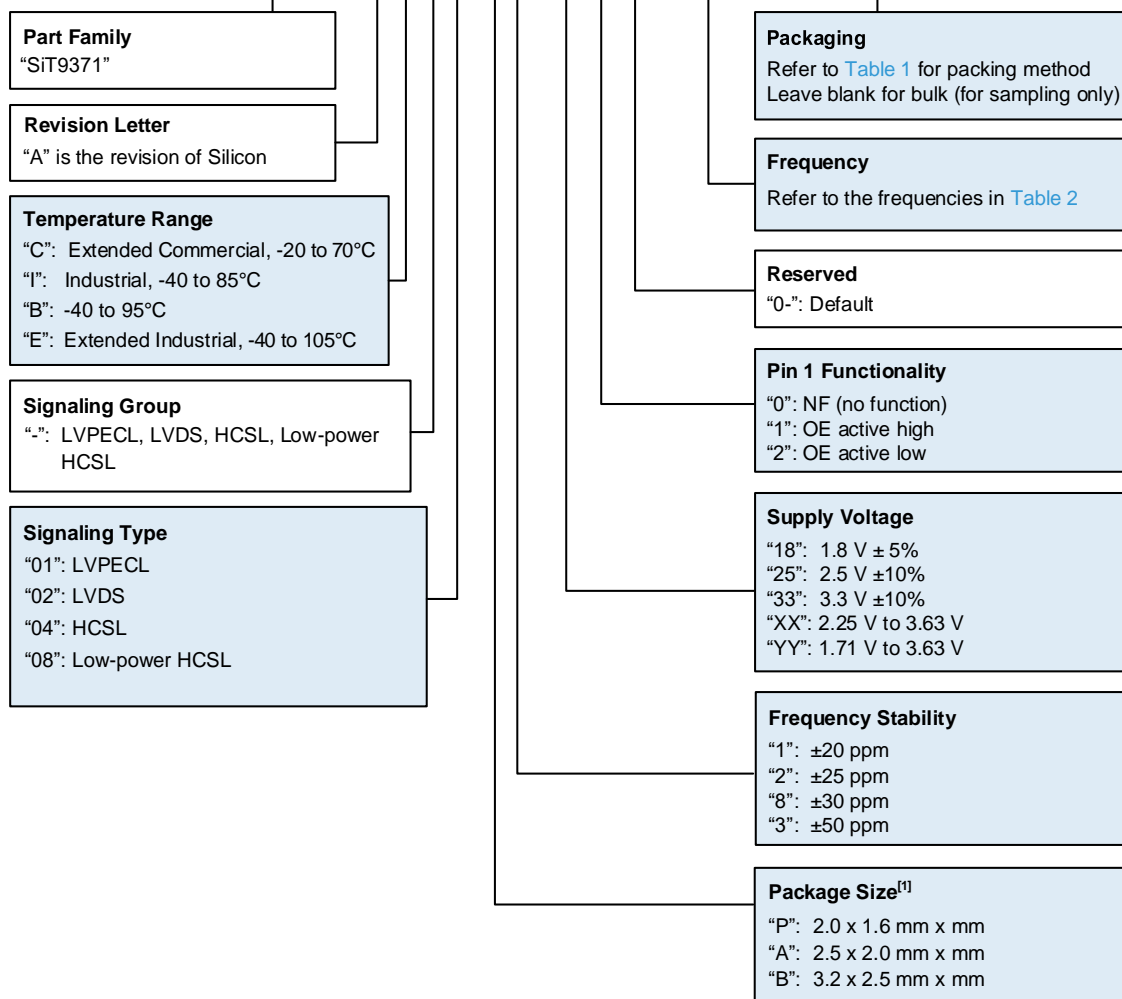 Part Family
“SiT9371”
Revision Letter
“A” is the revision of Silicon
Temperature Range
“C”: Extended Commercial, -20 to 70°C
“I”: Industrial, -40 to 85°C
“B”: -40 to 95°C
“E”: Extended Industrial, -40 to 105°C
Signaling Group
“-”: LVPECL, LVDS, HCSL, Low-power
HCSL
Signaling Type
“01”: LVPECL
“02”: LVDS
“04”: HCSL
“08”: Low-power HCSL
Packaging
Refer to Table 1 for packing method
Leave blank for bulk (for sampling only)
Frequency
Refer to the frequencies in Table 2
Reserved
“0-”: Default
Pin 1 Functionality
“0”: NF (no function)
“1”: OE active high
“2”: OE active low
Supply Voltage
“18”: 1.8 V ± 5%
“25”: 2.5 V ±10%
“33”: 3.3 V ±10%
“XX”: 2.25 V to 3.63 V
“YY”: 1.71 V to 3.63 V
Frequency Stability
“1”: ±20 ppm
“2”: ±25 ppm
“8”: ±30 ppm
“3”: ±50 ppm
Package Size[1]
“P”: 2.0 x 1.6 mm x mm
“A”: 2.5 x 2.0 mm x mm
“B”: 3.2 x 2.5 mm x mm